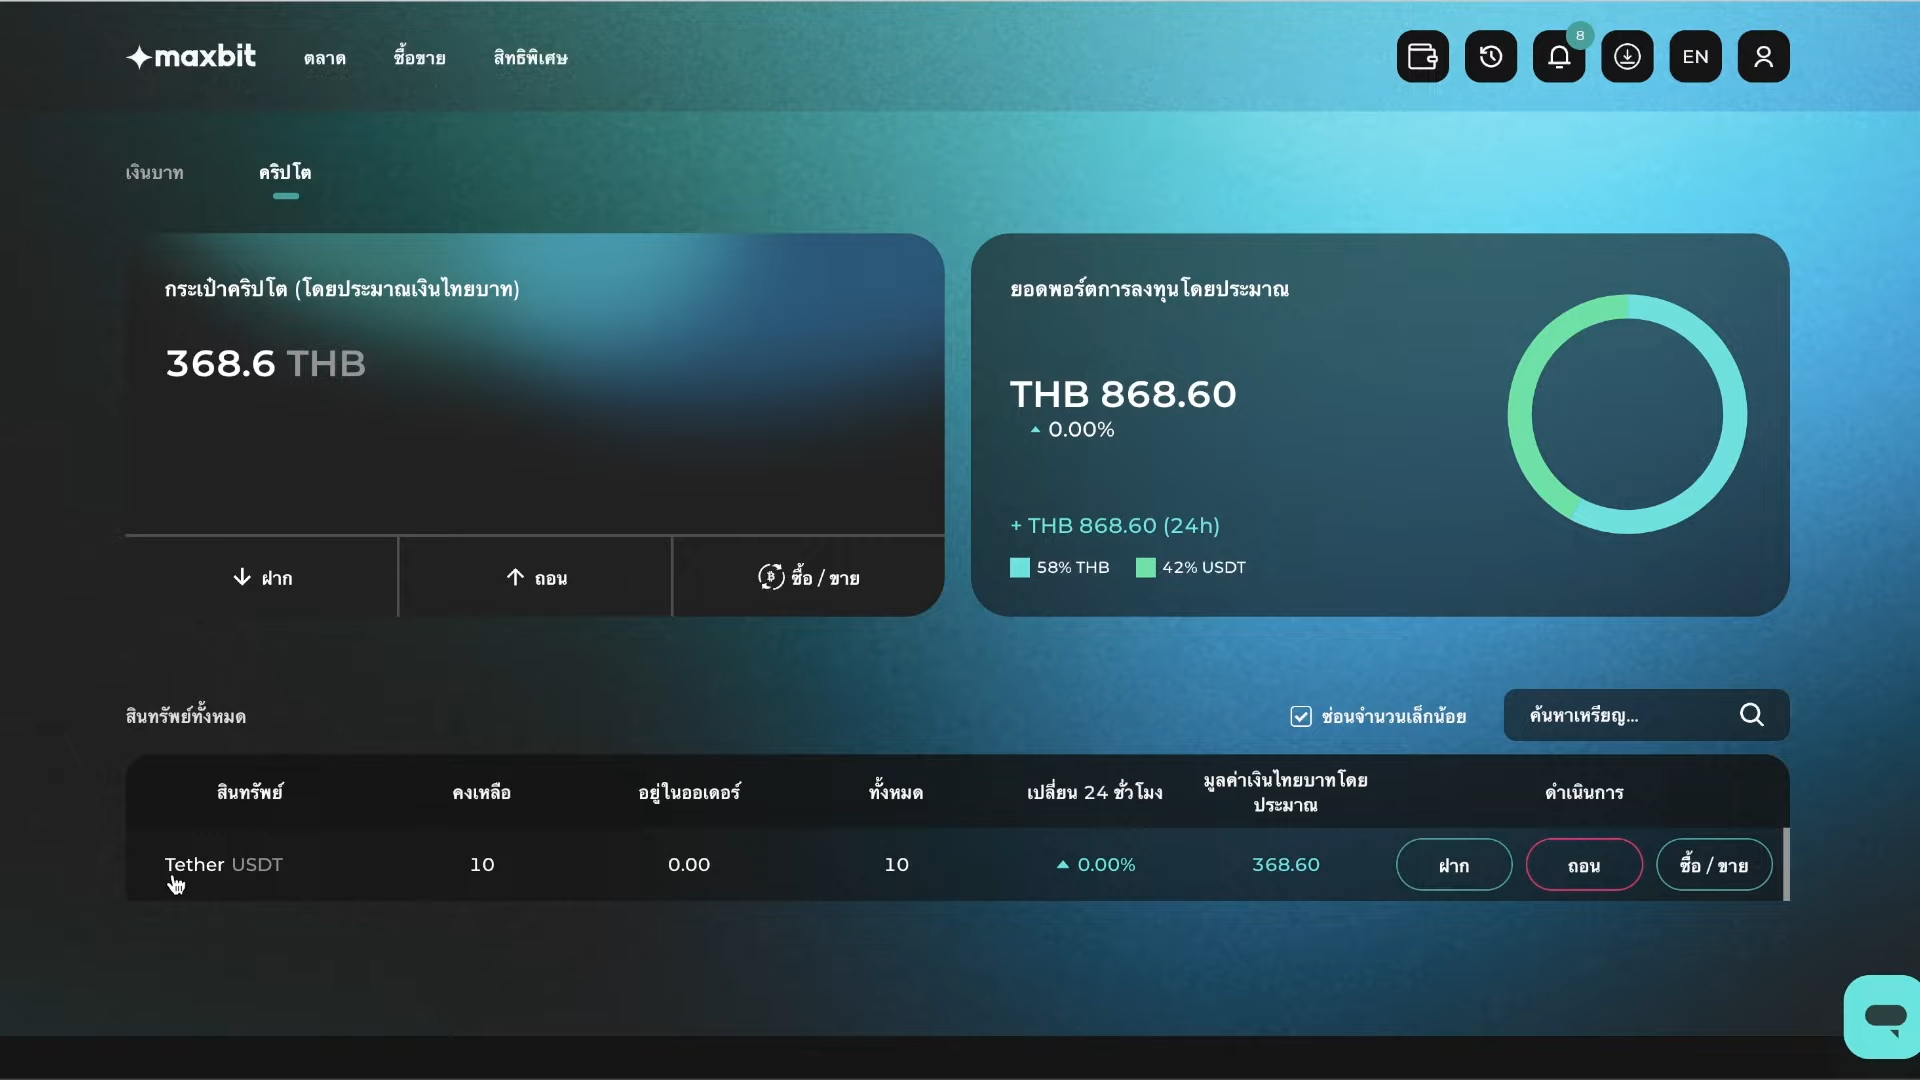 maxbit
ตลาด
ซื้อขาย
สิทธิพิเศษ
8
EN
เงินบาท
คริปโต
กระเป๋าคริปโต (โดยประมาณเงินไทยบาท)
368.6 THB
ฝาก
ถอน
ซื้อ / ขาย
ยอดพอร์ตการลงทุนโดยประมาณ
THB 868.60
0.00%
+ THB 868.60 (24h)
58% THB
42% USDT
สินทรัพย์ทั้งหมด
ซ่อนจำนวนเล็กน้อย
ค้นหาเหรียญ...
สินทรัพย์
คงเหลือ
อยู่ในออเดอร์
ทั้งหมด
เปลี่ยน 24 ชั่วโมง
มูลค่าเงินไทยบาทโดย
ประมาณ
ดำเนินการ
Tether USDT
10
0.00
10
0.00%
368.60
ฝาก
ถอน
ซื้อ / ขาย